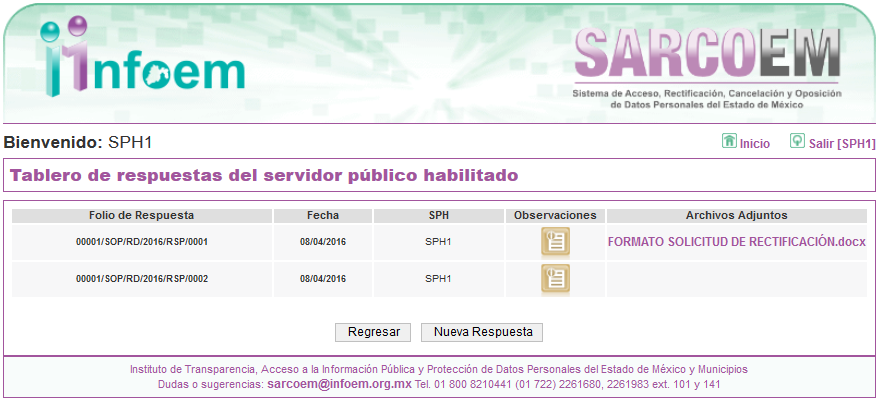 infoem
SARCOEM
Sistema de Acceso, Rectificación, Cancelación y Oposición
de Datos Personales del Estado de México
Bienvenido: SPH1
Inicio
Salir [SPH1]
Tablero de respuestas del servidor público habilitado
Folio de Respuesta Fecha SPH Observaciones Archivos Adjuntos
00001/SOP/RD/2016/RSP/0001 08/04/2016 SPH1 FORMATO SOLICITUD DE RECTIFICACIÓN.docx
00001/SOP/RD/2016/RSP/0002 08/04/2016 SPH1
Regresar Nueva Respuesta
Instituto de Transparencia, Acceso a la Información Pública y Protección de Datos Personales del Estado de México y Municipios
Dudas o sugerencias: sarcoem@infoem.org.mx Tel. 01 800 8210441 (01 722) 2261680, 2261983 ext. 101 y 141